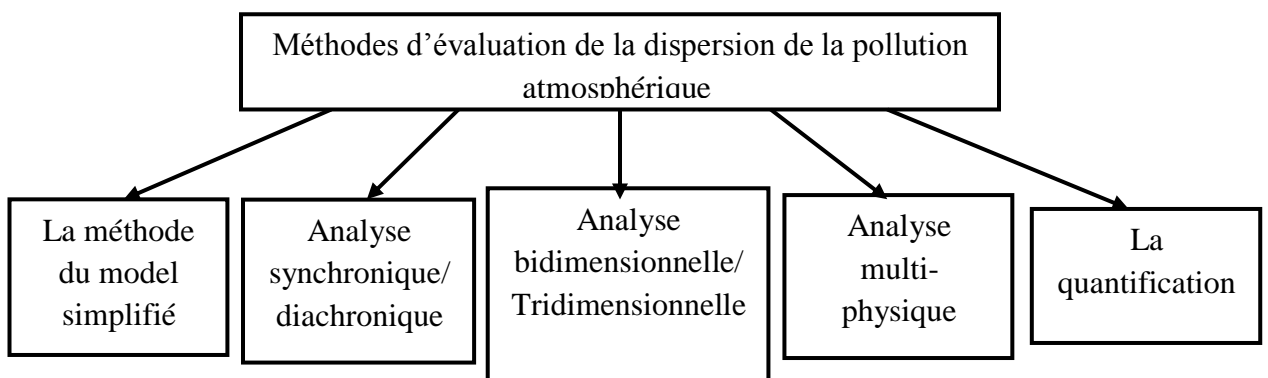 Méthodes d’évaluation de la dispersion de la pollution
atmosphérique
La méthode
du model
simplifié
Analyse
synchronique/
diachronique
Analyse
bidimensionnelle/
Tridimensionnelle
Analyse
multi-
physique
La
quantification